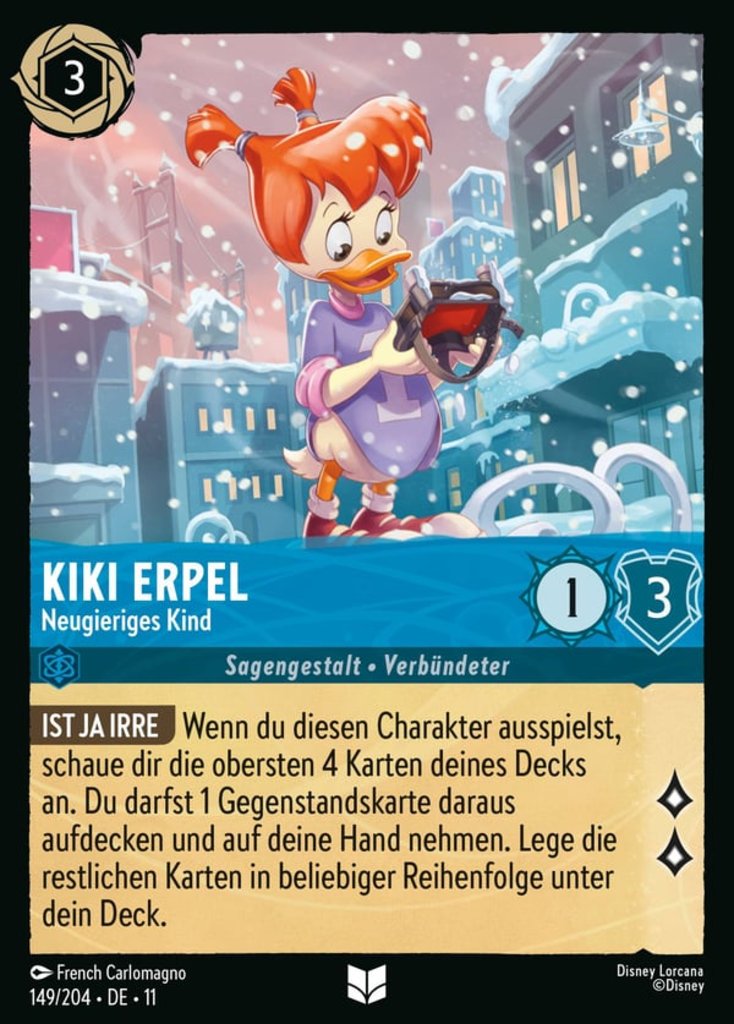 3
KIKI ERPEL
Neugieriges Kind
1
3
Sagengestalt • Verbündeter
IST JA IRRE Wenn du diesen Charakter ausspielst,
schaue dir die obersten 4 Karten deines Decks
an. Du darfst 1 Gegenstandskarte daraus
aufdecken und auf deine Hand nehmen. Lege die
restlichen Karten in beliebiger Reihenfolge unter
dein Deck.
French Carlomagno
149/204 • DE • 11
Disney Lorcana
©Disney